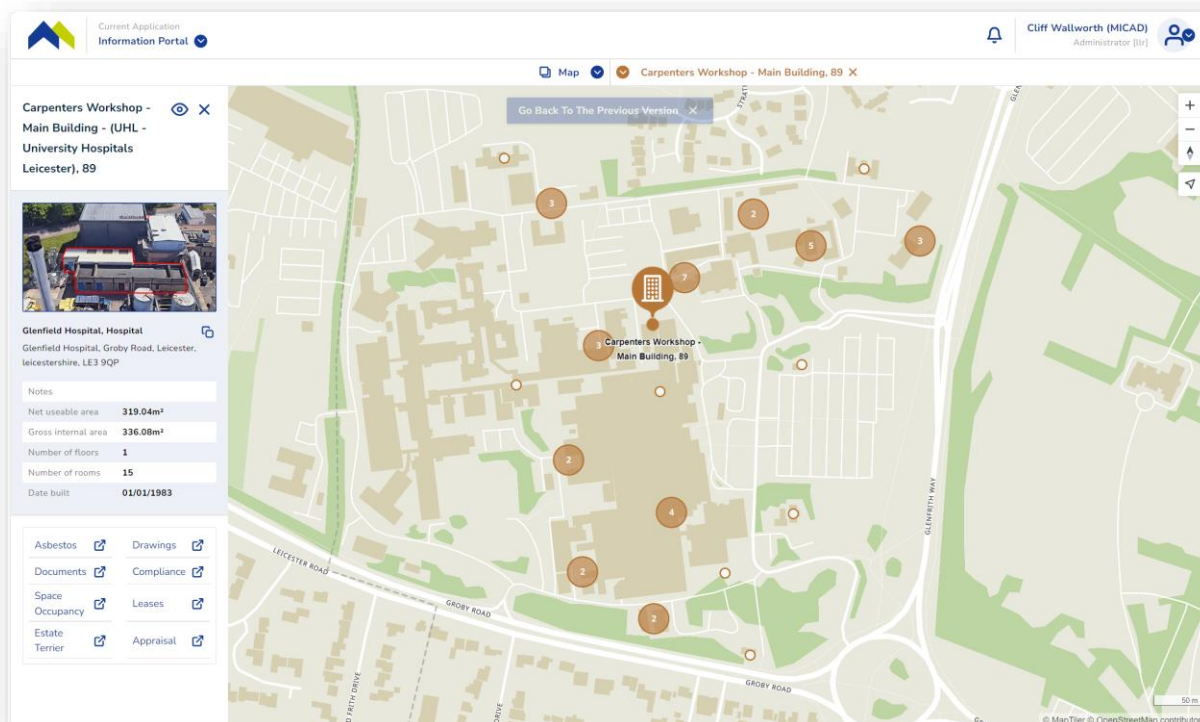 Current Application
Information Portal
Cliff Wallworth (MICAD)
Administrator [llr]
Map
Carpenters Workshop - Main Building, 89
Carpenters Workshop -
Main Building - (UHL -
University Hospitals
Leicester), 89
Glenfield Hospital, Hospital
Glenfield Hospital, Groby Road, Leicester,
leicestershire, LE3 9QP
Notes
Net useable area 319.04m²
Gross internal area 336.08m²
Number of floors 1
Number of rooms 15
Date built 01/01/1983
Asbestos
Drawings
Documents
Compliance
Space
Occupancy
Leases
Estate
Terrier
Appraisal
Go Back To The Previous Version
3
2
5
3
7
3
Carpenters Workshop -
Main Building, 89
2
4
2
2
LEICESTER ROAD
GROBY ROAD
GROBY ROAD
GLENFRITH WAY
FRITH DRIVE
50 m
© MapTiler © OpenStreetMap